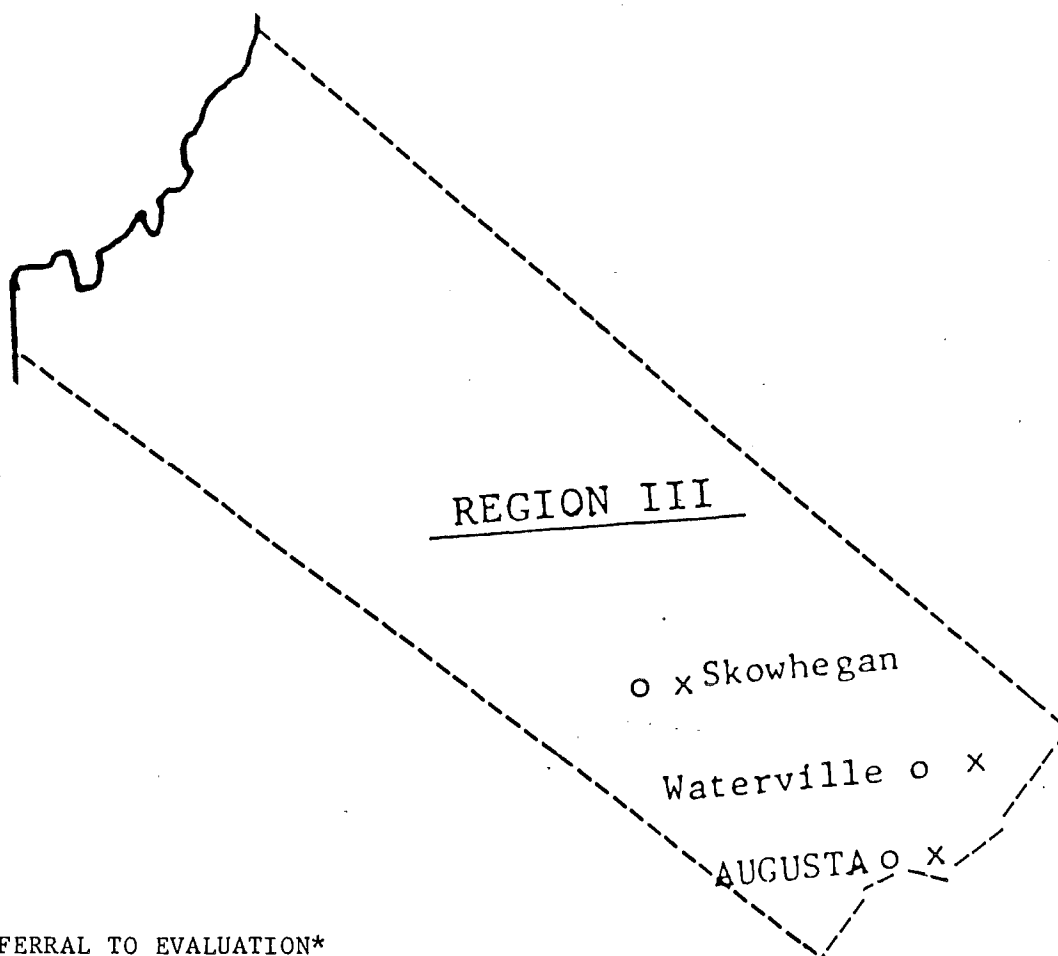 REGION III
o x Skowhegan
Waterville o x
AUGUSTA o x
FERRAL TO EVALUATION*